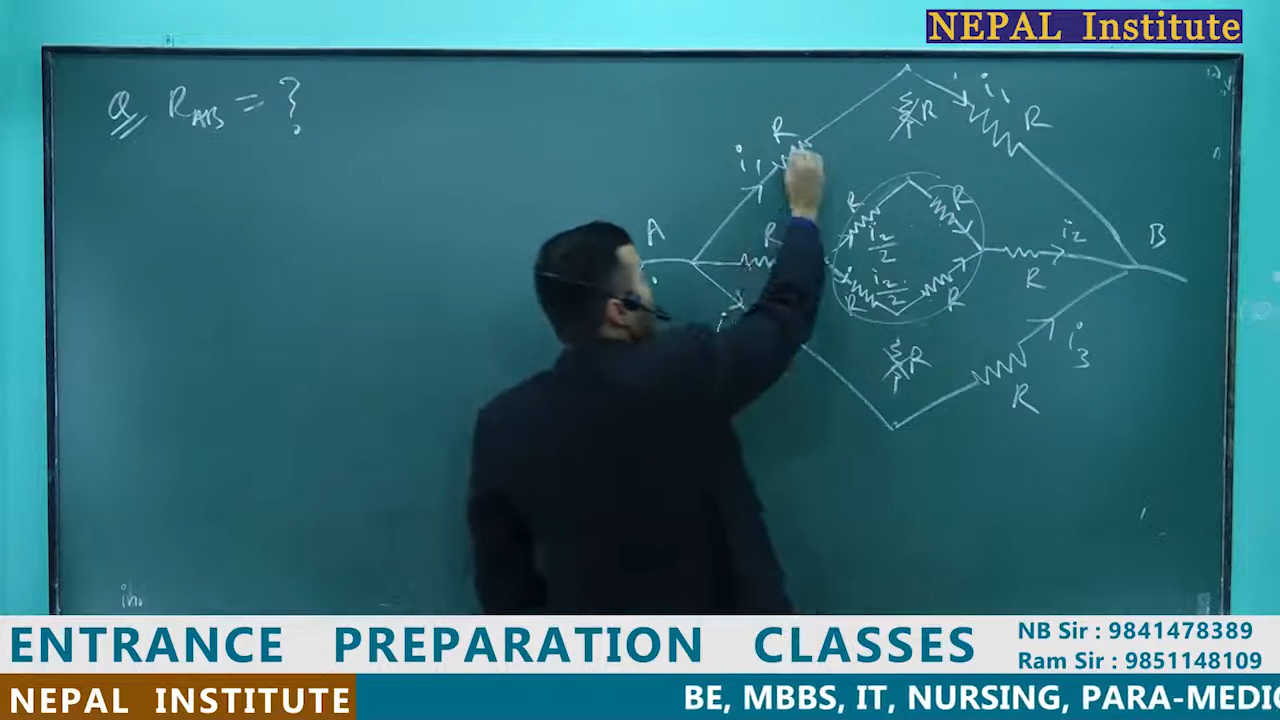 NEPAL Institute
Q R_AB = ?
i₁ R
R
i₁ R
A
R
R
i₂/2
R
R
i₂/2
R
i₂
R
B
R
i₃
R
ENTRANCE PREPARATION CLASSES
NB Sir : 9841478389
Ram Sir : 9851148109
NEPAL INSTITUTE
BE, MBBS, IT, NURSING, PARA-MEDIC